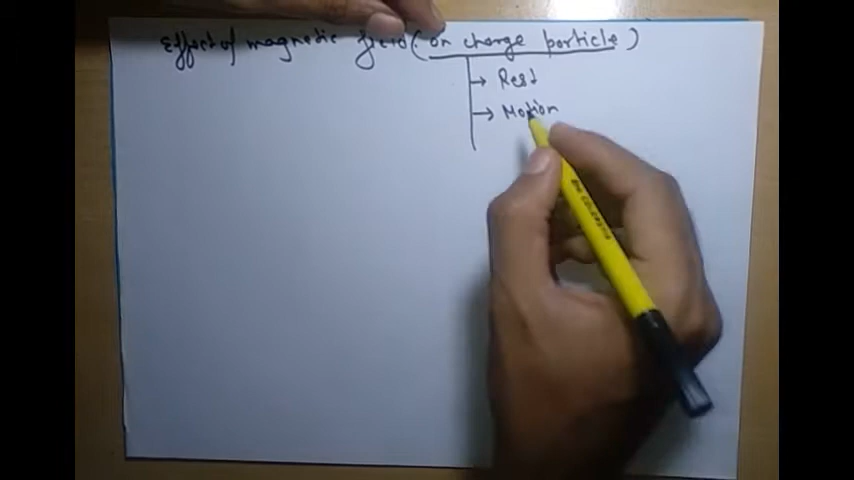 Effect of magnetic field (on charge particle)
→ Rest
→ Motion